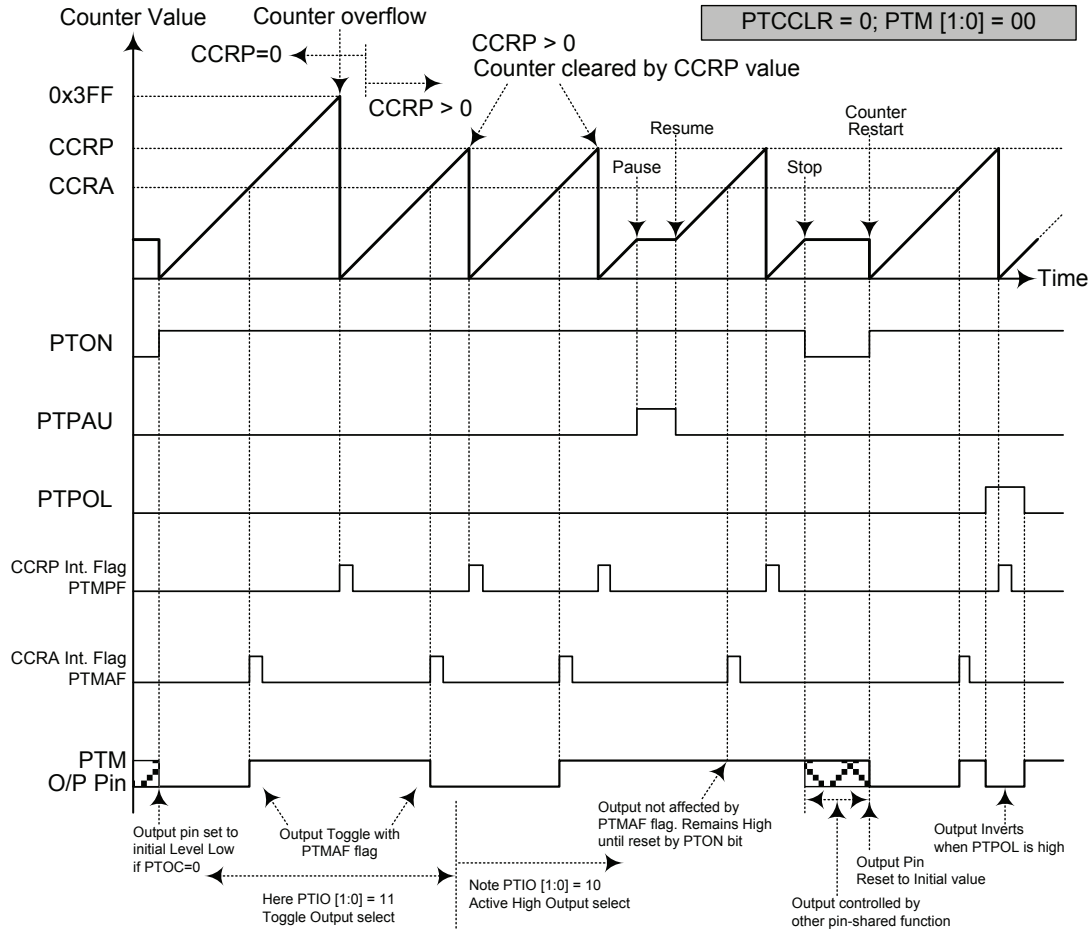 Counter Value
Counter overflow
PTCCLR = 0; PTM [1:0] = 00
CCRP=0
CCRP > 0
CCRP > 0
Counter cleared by CCRP value
0x3FF
CCRP
CCRA
Pause
Resume
Stop
Counter
Restart
Time
PTON
PTPAU
PTPOL
CCRP Int. Flag
PTMPF
CCRA Int. Flag
PTMAF
PTM
O/P Pin
Output pin set to
initial Level Low
if PTOC=0
Output Toggle with
PTMAF flag
Here PTIO [1:0] = 11
Toggle Output select
Note PTIO [1:0] = 10
Active High Output select
Output not affected by
PTMAF flag. Remains High
until reset by PTON bit
Output controlled by
other pin-shared function
Output Pin
Reset to Initial value
Output Inverts
when PTPOL is high